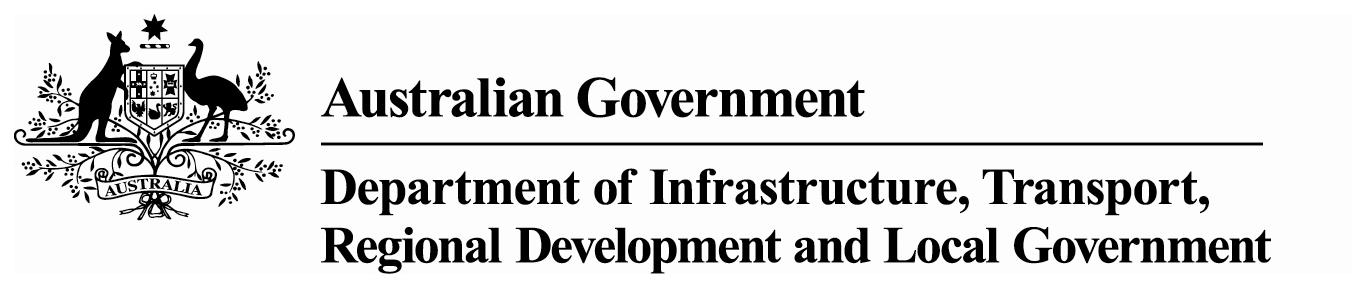 AUSTRALIA
Australian Government
Department of Infrastructure, Transport,
Regional Development and Local Government